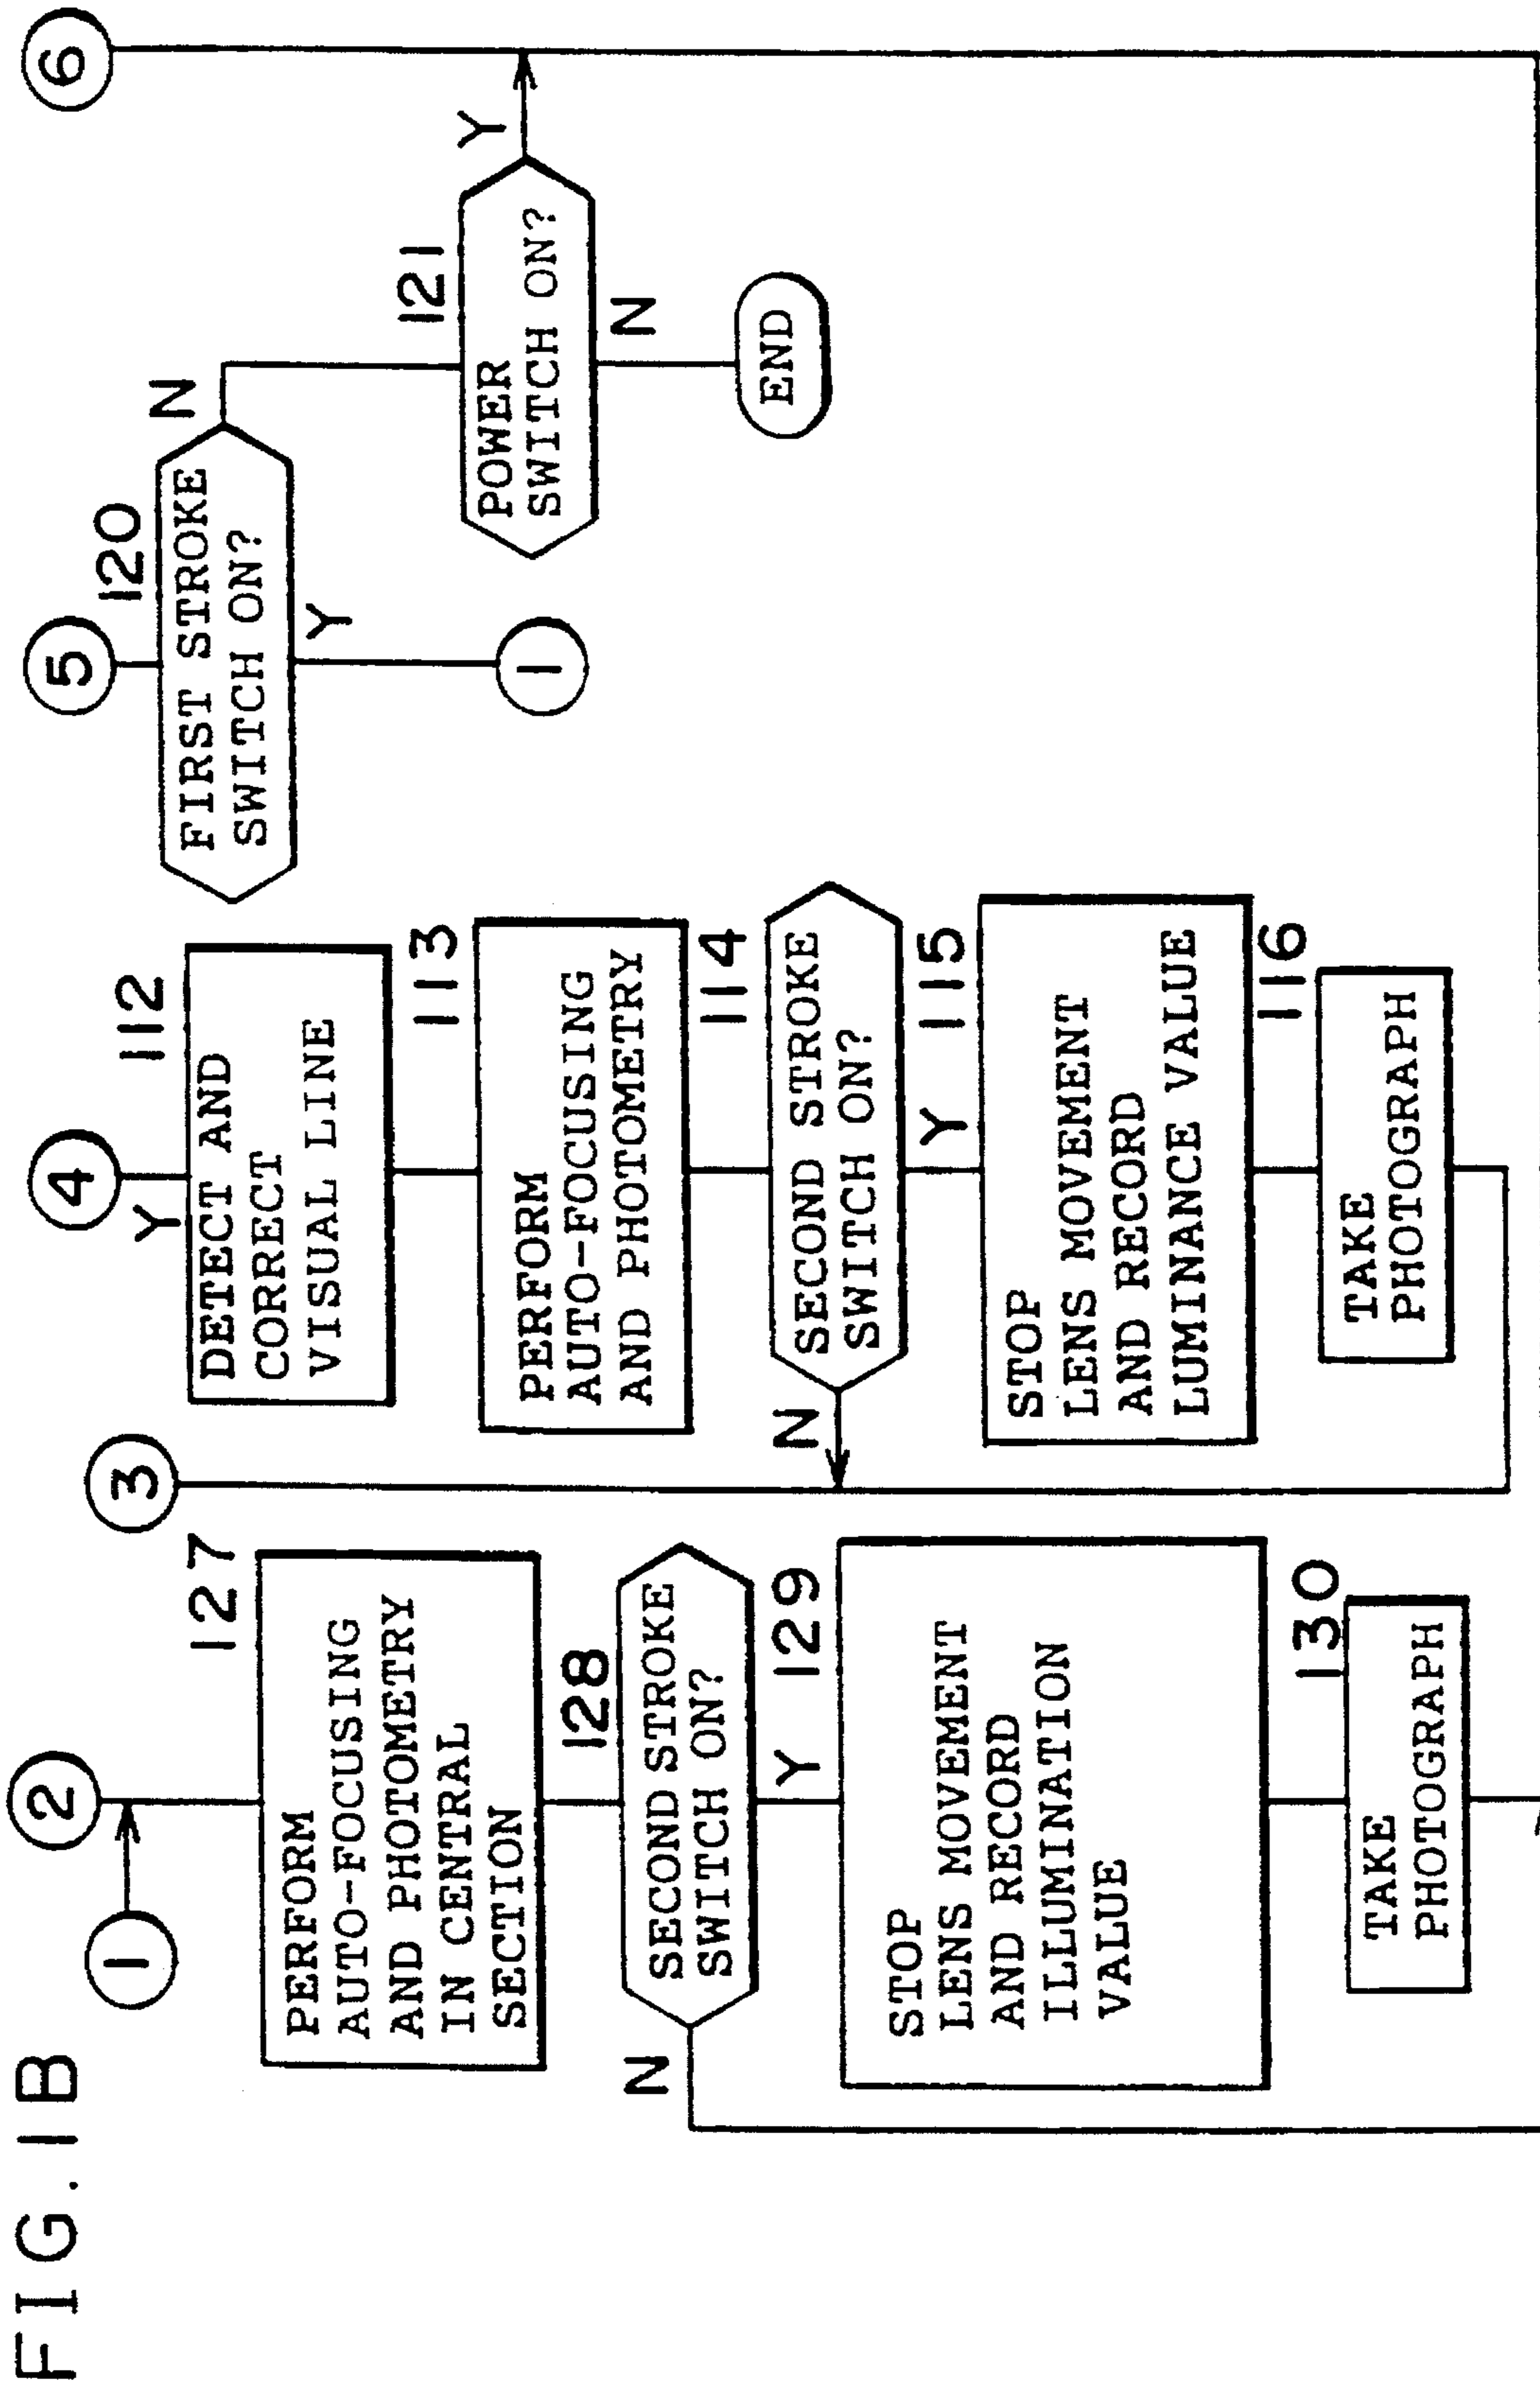 FIG. 1B
1
2
127
PERFORM
AUTO-FOCUSING
AND PHOTOMETRY
IN CENTRAL
SECTION
128
SECOND STROKE
SWITCH ON?
N
Y
129
STOP
LENS MOVEMENT
AND RECORD
ILLUMINATION
VALUE
130
TAKE
PHOTOGRAPH
3
4
Y
112
DETECT AND
CORRECT
VISUAL LINE
113
PERFORM
AUTO-FOCUSING
AND PHOTOMETRY
114
SECOND STROKE
SWITCH ON?
N
Y
115
STOP
LENS MOVEMENT
AND RECORD
LUMINANCE VALUE
116
TAKE
PHOTOGRAPH
5
120
FIRST STROKE
SWITCH ON?
N
Y
1
121
POWER
SWITCH ON?
Y
N
END
6